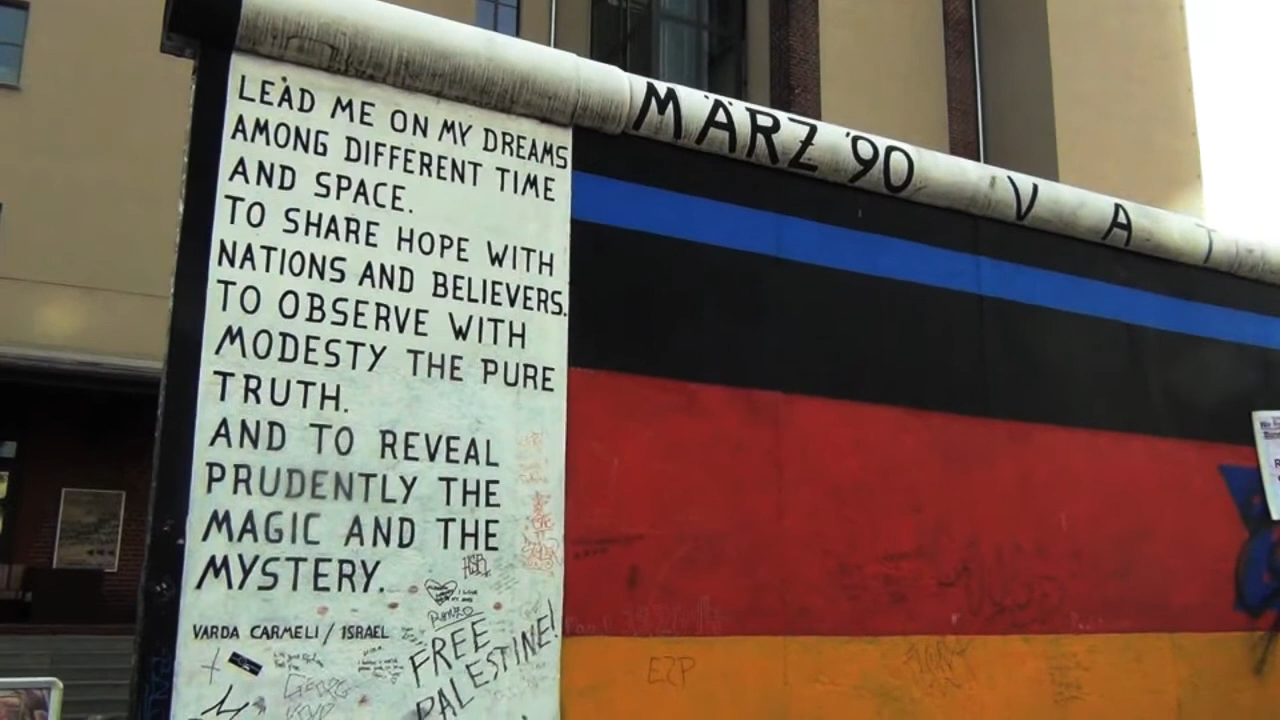 LEAD ME ON MY DREAMS
AMONG DIFFERENT TIME
AND SPACE.
TO SHARE HOPE WITH
NATIONS AND BELIEVERS.
TO OBSERVE WITH
MODESTY THE PURE
TRUTH.
AND TO REVEAL
PRUDENTLY THE
MAGIC AND THE
MYSTERY.
VARDA CARMELI / ISRAEL
FREE
PALESTINE!
MÄRZ '90 V A T
EZP